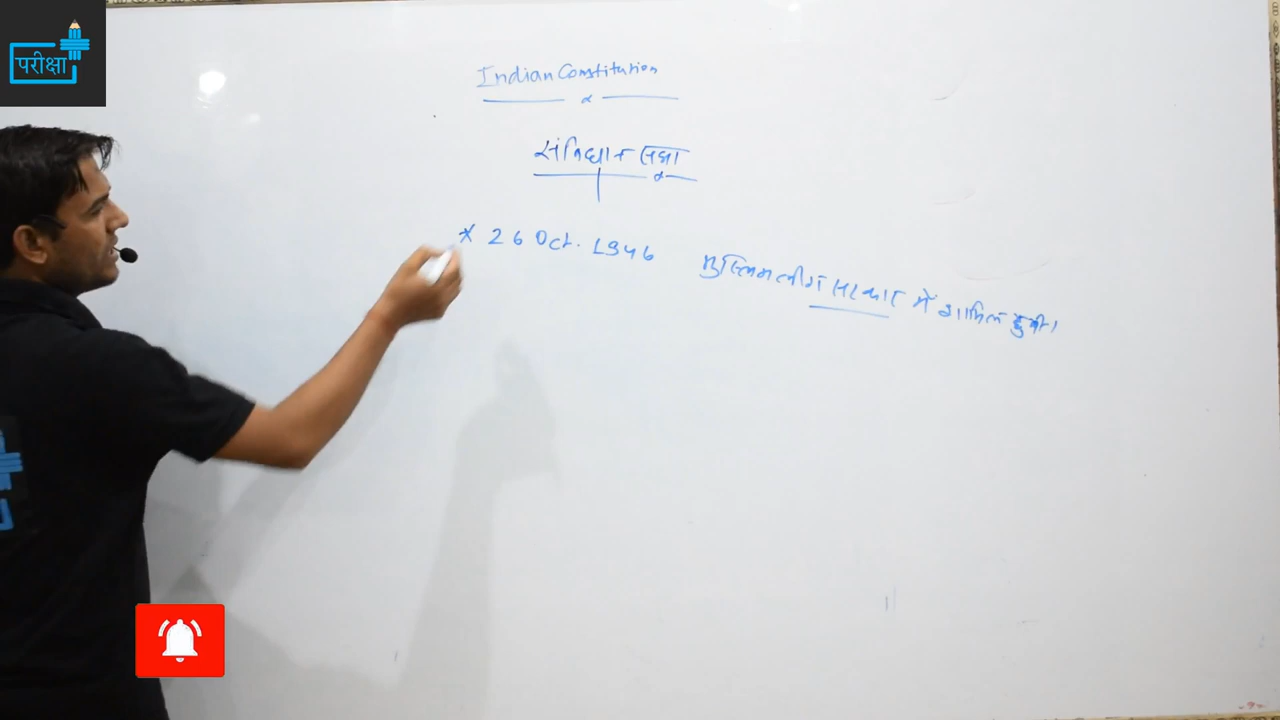 परीक्षा
Indian Constitution
संविधान सभा
* 26 Oct. 1946 मुस्लिम लीग सरकार में शामिल हुयी।